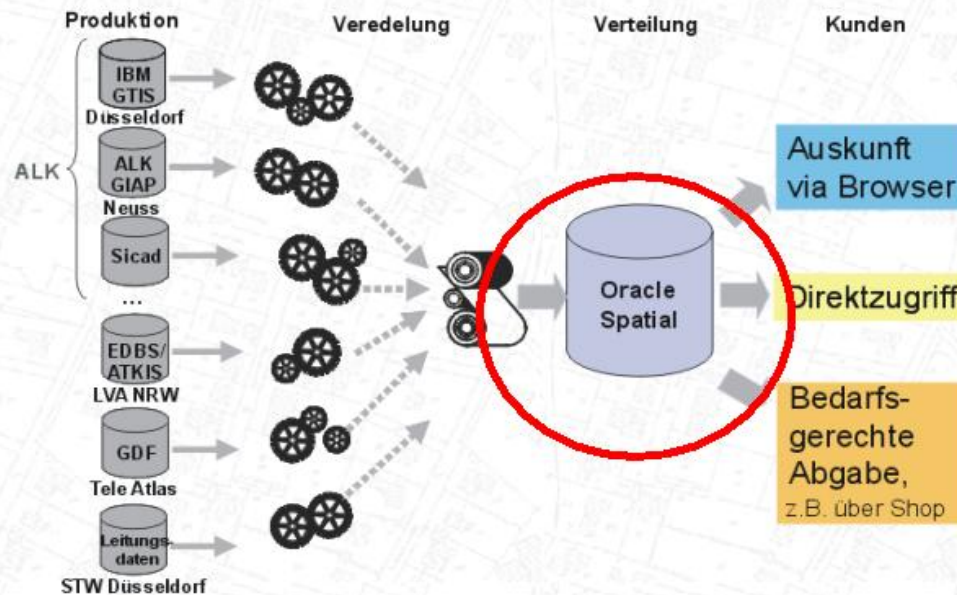 Produktion
Veredelung
Verteilung
Kunden
IBM
GTIS
Düsseldorf
ALK
ALK
GIAP
Neuss
Sicad
...
EDBS/
ATKIS
LVA NRW
GDF
Tele Atlas
Leitungs-
daten
STW Düsseldorf
Oracle
Spatial
Auskunft
via Browser
Direktzugriff
Bedarfs-
gerechte
Abgabe,
z.B. über Shop